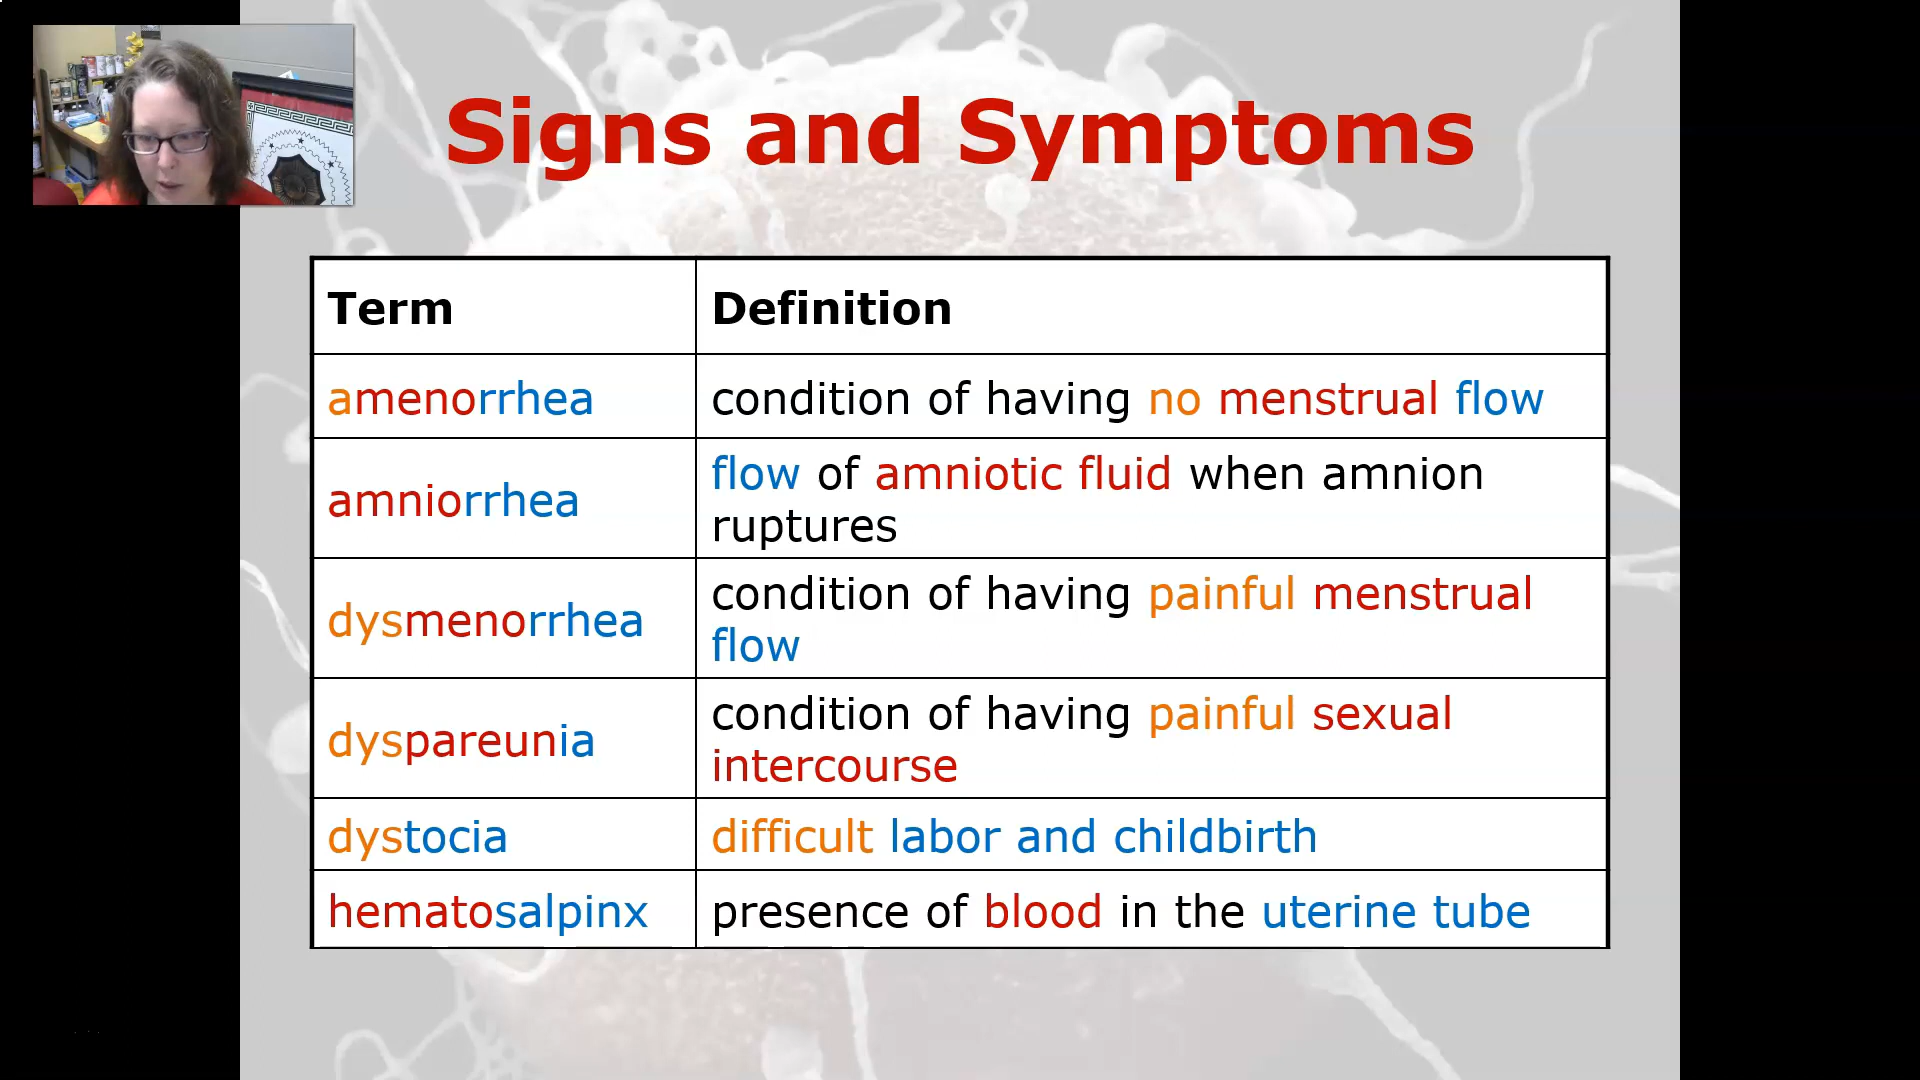 Signs and Symptoms
Term
Definition
amenorrhea
condition of having no menstrual flow
amniorrhea
flow of amniotic fluid when amnion
ruptures
dysmenorrhea
condition of having painful menstrual
flow
dyspareunia
condition of having painful sexual
intercourse
dystocia
difficult labor and childbirth
hematosalpinx
presence of blood in the uterine tube